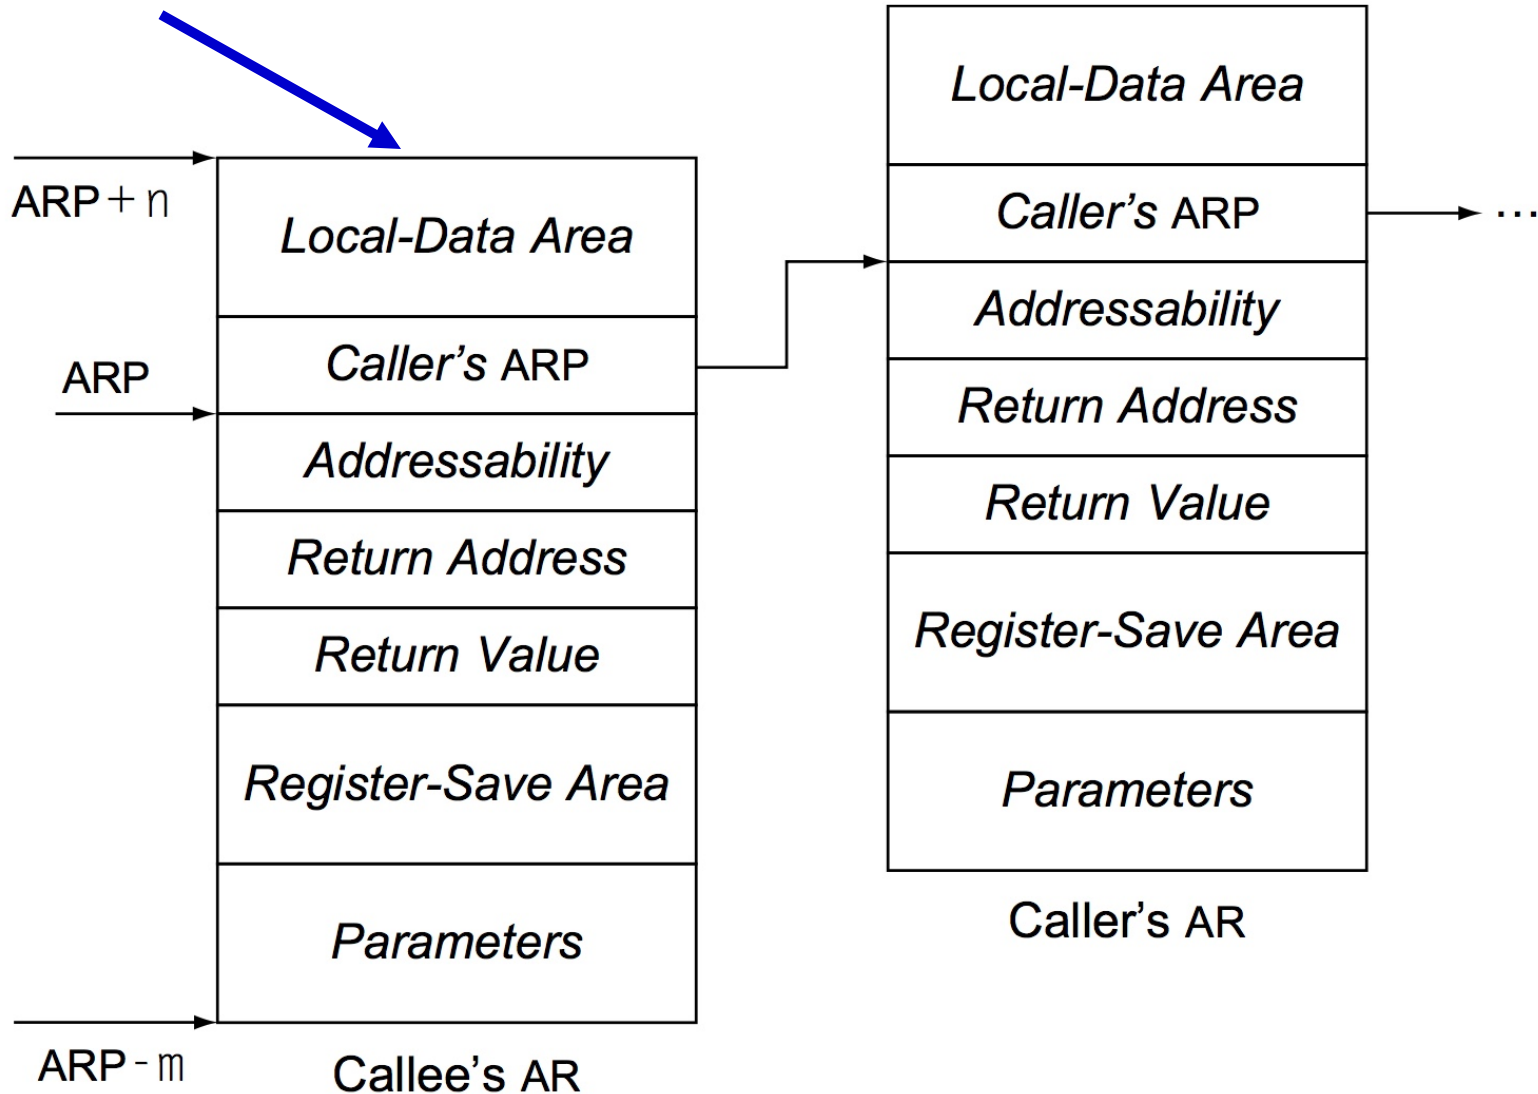 ARP+n
Local-Data Area
Caller's ARP
ARP
Addressability
Return Address
Return Value
Register-Save Area
Parameters
ARP-m
Callee's AR
Local-Data Area
Caller's ARP
...
Addressability
Return Address
Return Value
Register-Save Area
Parameters
Caller's AR